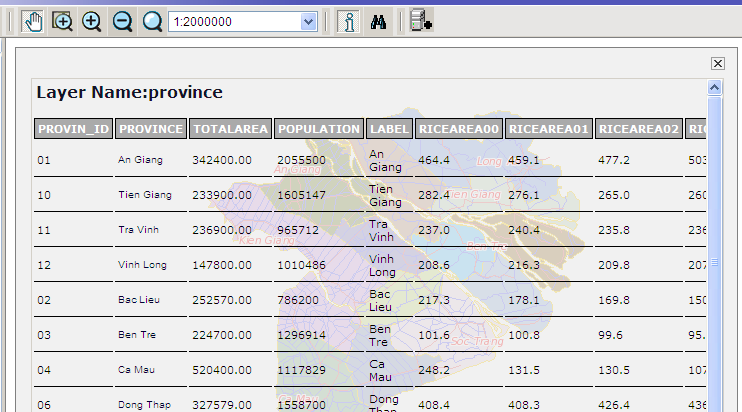 1:2000000
Layer Name:province
PROVIN_ID PROVINCE TOTALAREA POPULATION LABEL RICEAREA00 RICEAREA01 RICEAREA02 RIC
01 An Giang 342400.00 2055500 An Giang 464.4 459.1 477.2 503
10 Tien Giang 233900.00 1605147 Tien Giang 282.4 276.1 265.0 260
11 Tra Vinh 236900.00 965712 Tra Vinh 237.0 240.4 235.8 236
12 Vinh Long 147800.00 1010486 Vinh Long 208.6 216.3 209.8 207
02 Bac Lieu 252570.00 786200 Bac Lieu 217.3 178.1 169.8 150
03 Ben Tre 224700.00 1296914 Ben Tre 101.6 100.8 99.6 95.
04 Ca Mau 520400.00 1117829 Ca Mau 248.2 131.5 130.5 107
06 Dong Thap 327579.00 1558700 Dong Thap 408.4 408.3 426.4 436
An Giang
Long
Tien Giang
Kien Giang
Ben Tre
Soc Trang
Ca Mau